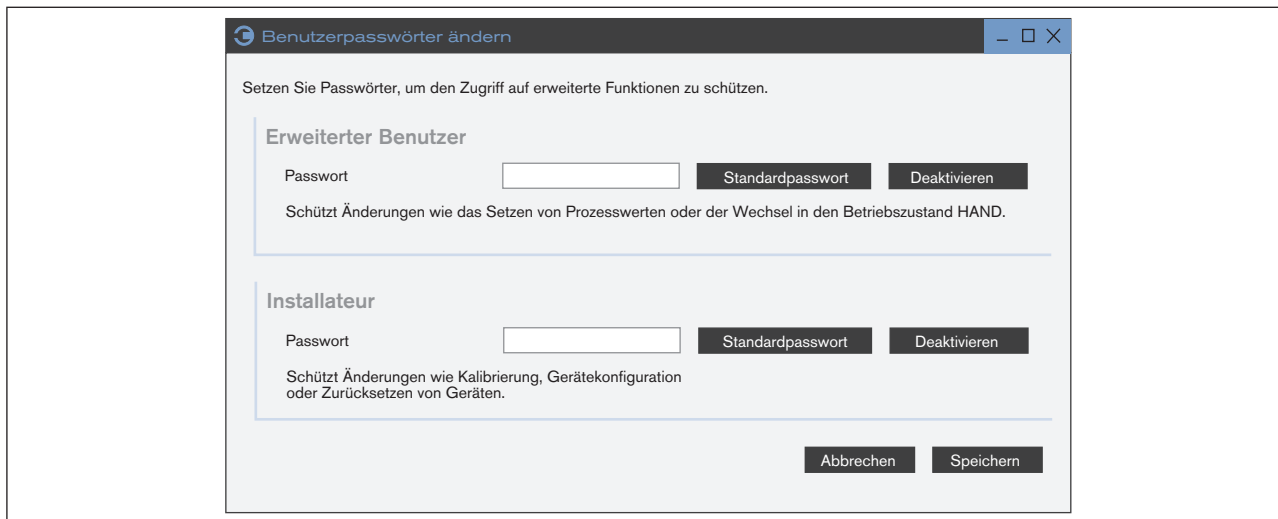 Benutzerpasswörter ändern
Setzen Sie Passwörter, um den Zugriff auf erweiterte Funktionen zu schützen.
Erweiterter Benutzer
Passwort Standardpasswort Deaktivieren
Schützt Änderungen wie das Setzen von Prozesswerten oder der Wechsel in den Betriebszustand HAND.
Installateur
Passwort Standardpasswort Deaktivieren
Schützt Änderungen wie Kalibrierung, Gerätekonfiguration
oder Zurücksetzen von Geräten.
Abbrechen Speichern